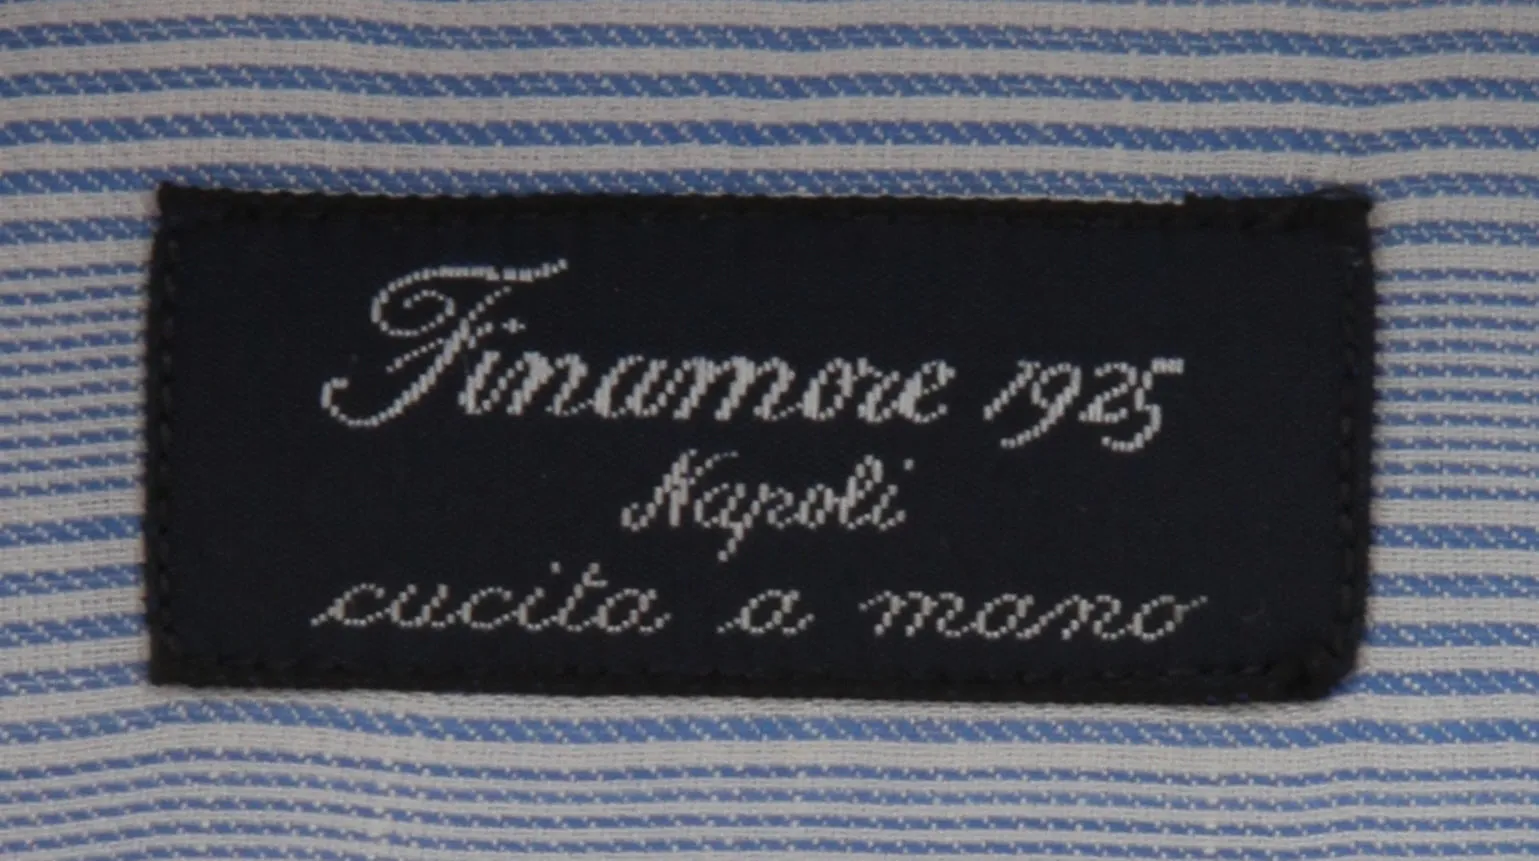 Finamore 1925
Napoli
cucita a mano